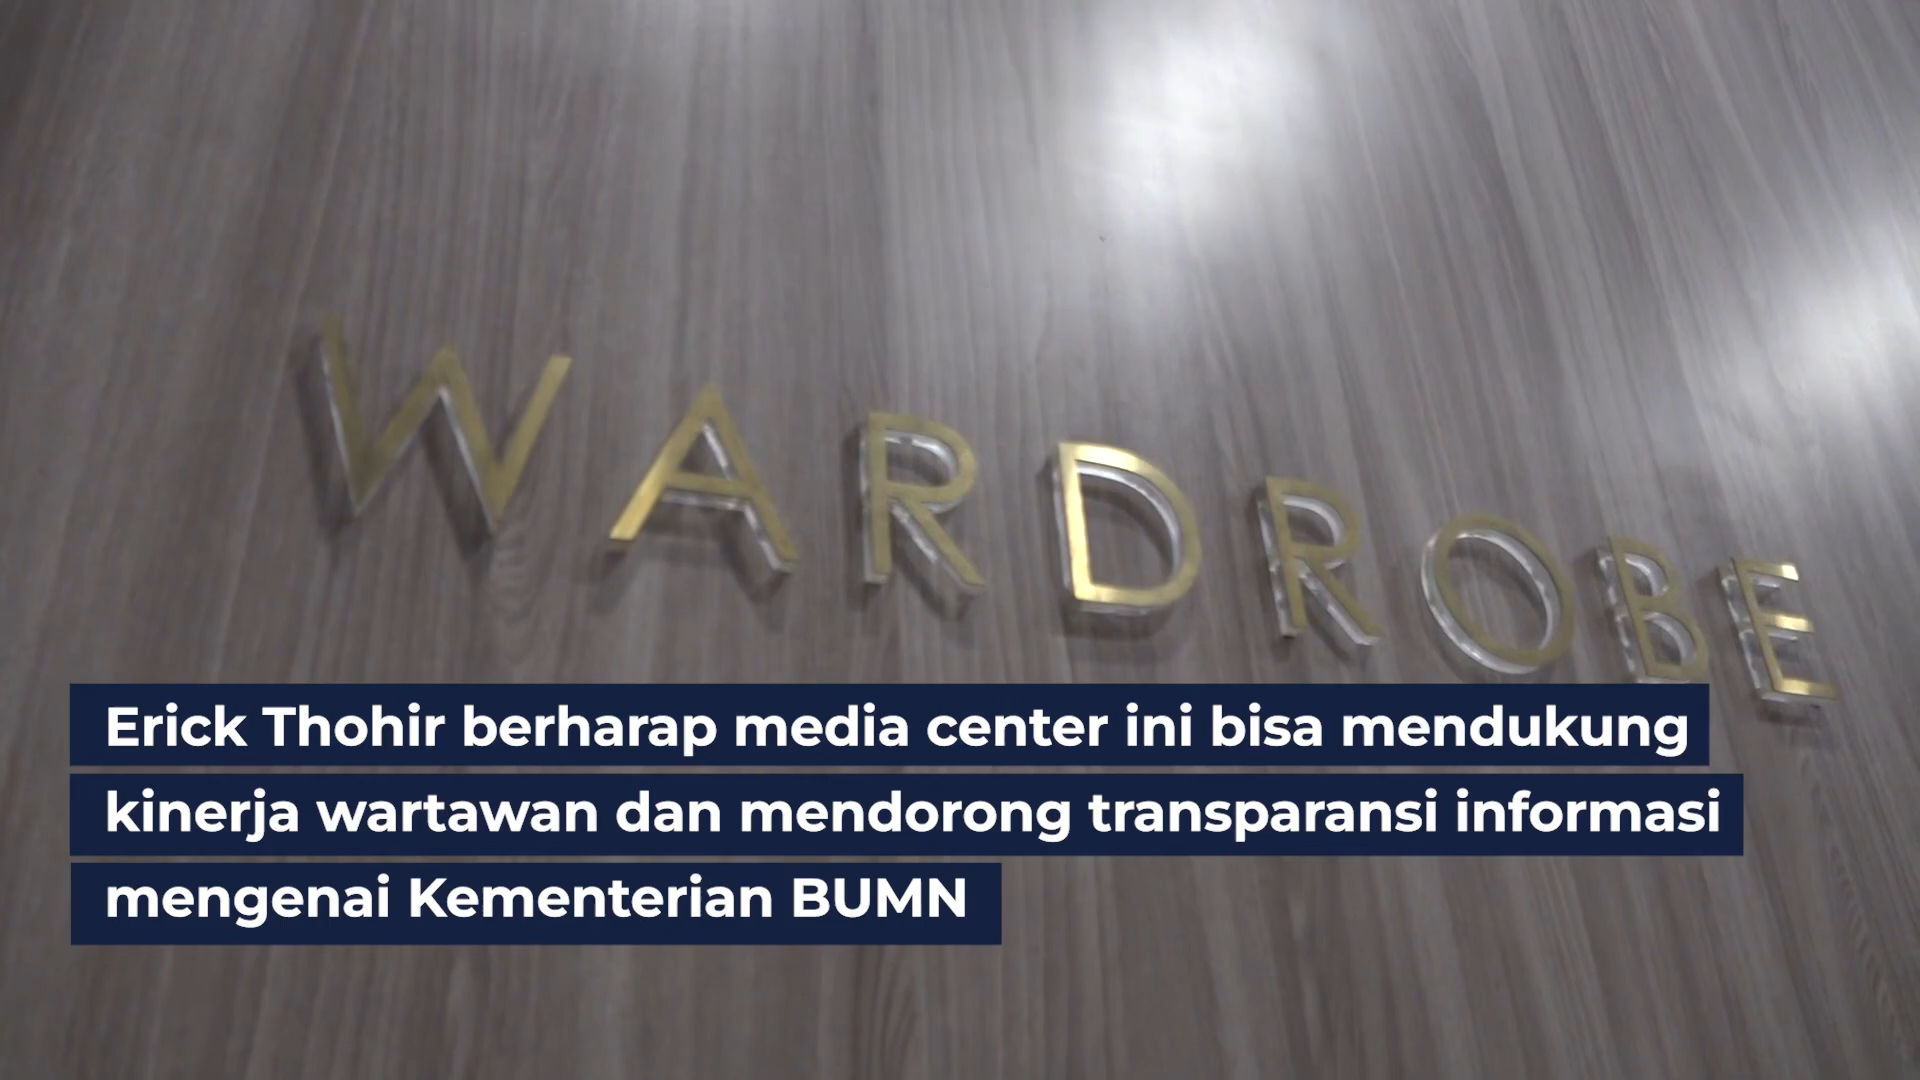 WARDROBE
Erick Thohir berharap media center ini bisa mendukung
kinerja wartawan dan mendorong transparansi informasi
mengenai Kementerian BUMN